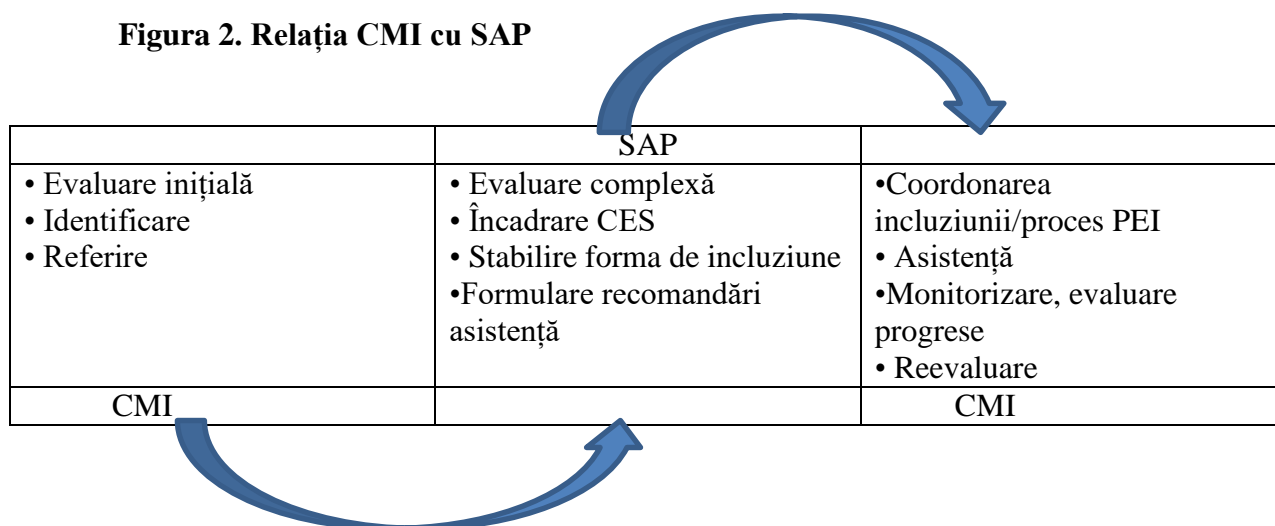 Figura 2. Relația CMI cu SAP
SAP
• Evaluare inițială
• Identificare
• Referire
• Evaluare complexă
• Încadrare CES
• Stabilire forma de incluziune
•Formulare recomandări
asistență
•Coordonarea
incluziunii/proces PEI
• Asistență
•Monitorizare, evaluare
progrese
• Reevaluare
CMI
CMI